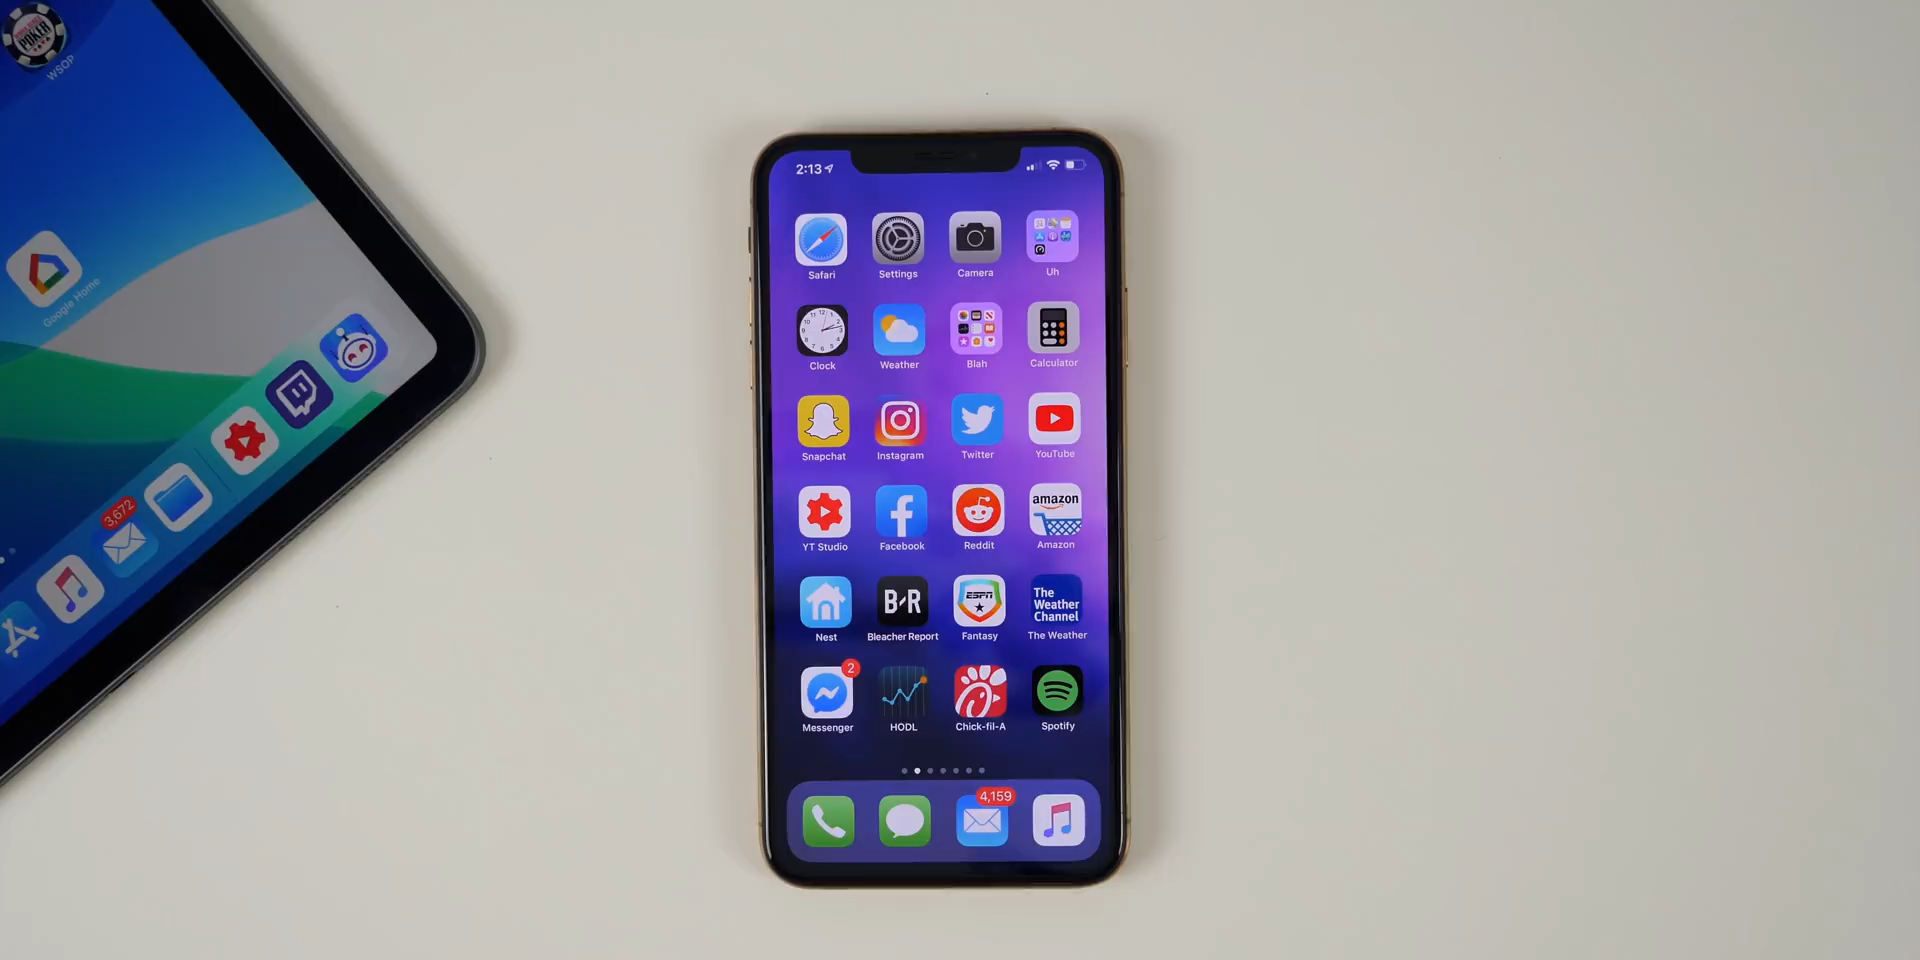 POKER
WSOP
Google Home
3,672
2:13
Safari
Settings
Camera
Uh
Clock
Weather
Blah
Calculator
Snapchat
Instagram
Twitter
YouTube
amazon
YT Studio
Facebook
Reddit
Amazon
B/R
ESPN
The
Weather
Channel
Nest
Bleacher Report
Fantasy
The Weather
2
Messenger
HODL
Chick-fil-A
Spotify
4,159